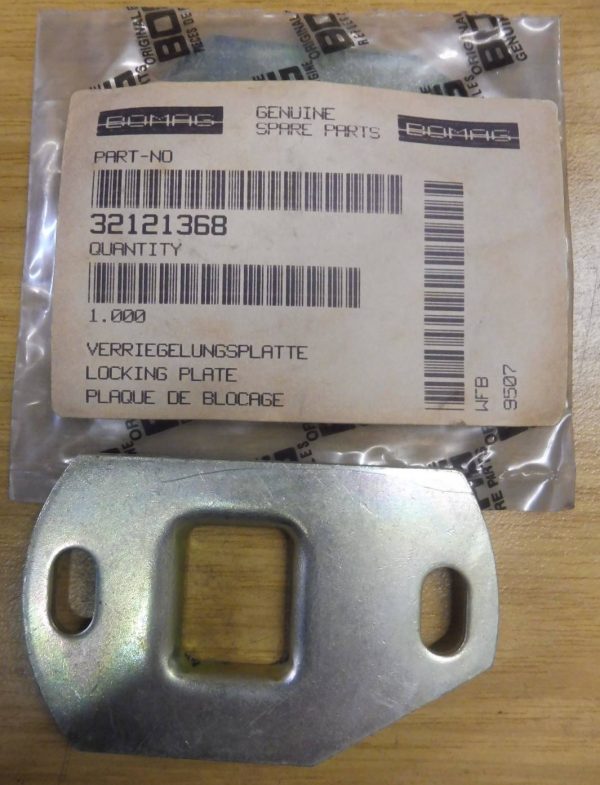 BOMAG
GENUINE
SPARE PARTS
BOMAG
PART-NO
32121368
QUANTITY
1.000
VERRIEGELUNGSPLATTE
LOCKING PLATE
PLAQUE DE BLOCAGE
WFB
9507